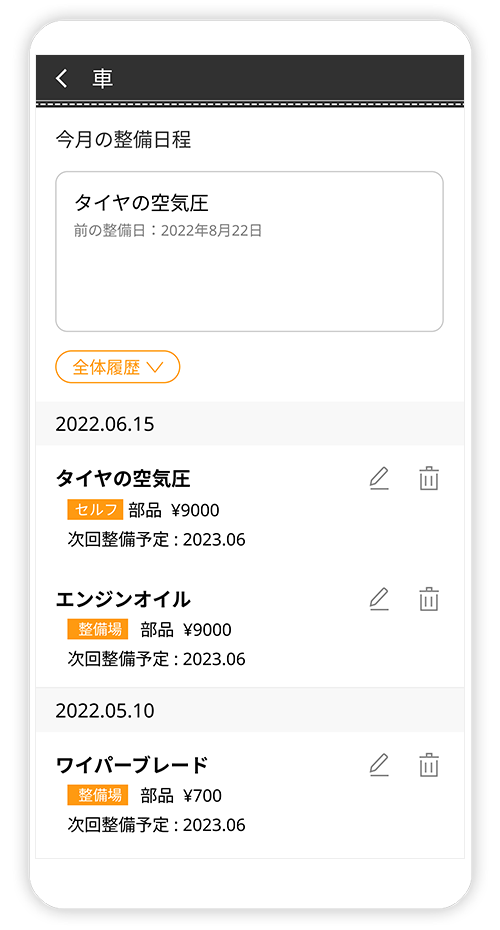 車
今月の整備日程
タイヤの空気圧
前の整備日：2022年8月22日
全体履歴
2022.06.15
タイヤの空気圧
セルフ 部品 ¥9000
次回整備予定 : 2023.06
エンジンオイル
整備場 部品 ¥9000
次回整備予定 : 2023.06
2022.05.10
ワイパーブレード
整備場 部品 ¥700
次回整備予定 : 2023.06